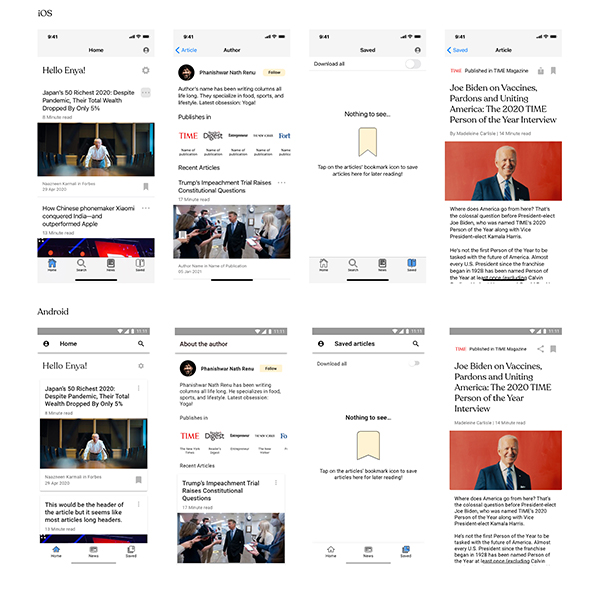 iOS
9:41
Home
Hello Enya!
Japan's 50 Richest 2020: Despite
Pandemic, Their Total Wealth
Dropped By Only 5%
8 Minute read
Naazneen Karmali in Forbes
29 Apr 2020
How Chinese phonemaker Xiaomi
conquered India—and
outperformed Apple
13 Minute read
Home
Search
News
Saved
9:41
Article
Author
Phanishwar Nath Renu
Follow
Author's name has been writing columns
all life long. They specialize in food, sports, and
lifestyle. Latest obsession: Yoga!
Publishes in
TIME
Digest
Entrepreneur
Forb
Name of
publication
Name of
publication
Name of
publication
Name of
publication
Name
public
Recent Articles
Trump's Impeachment Trial Raises
Constitutional Questions
17 Minute read
Author Name in Name of Publication
05 Jan 2021
9:41
Saved
Download all
Nothing to see..
Tap on the articles' bookmark icon to save
articles here for later reading!
Home
Search
News
Saved
9:41
Saved
Article
TIME
Published in TIME Magazine
Joe Biden on Vaccines,
Pardons and Uniting
America: The 2020 TIME
Person of the Year Interview
By Madeleine Carlisle | 14 Minute read
Where does America go from here? That's
the colossal question before President-elect
Joe Biden, who was named TIME's 2020
Person of the Year along with Vice
President-elect Kamala Harris.
He's not the first Person of the Year to be
tasked with the future of America. Almost
every U.S. President since the franchise
began in 1928 has been named Person of
the Year at least once (excluding Calvin
Android
11:11
Home
Hello Enya!
Japan's 50 Richest 2020:
Despite Pandemic, Their Total
Wealth Dropped By Only 5%
8 Minute read
Naazneen Karmali in Forbes
29 Apr 2020
This would be the header of
the article but it seems like
most articles long headers.
13 Minute read
Home
News
Saved
11:11
About the author
Phanishwar Nath Renu
Follow
Phanishwar Nath Renu has been writing
columns all life long. He specialize in food,
sports, and lifestyle. Latest obsession: Yoga!
Publishes in
TIME
Digest
Entrepreneur
Fo
The New York
Times
Reader's
Digest
Entrepreneur
The New
Yorker
Recent Articles
Trump's Impeachment Trial
Raises Constitutional
Questions
17 Minute read
11:11
Saved articles
Download all
Nothing to see..
Tap on the articles' bookmark icon to save
articles here for later reading!
Home
News
Saved
11:11
TIME
Published in TIME Magazine
Joe Biden on Vaccines,
Pardons and Uniting
America: The 2020 TIME
Person of the Year
Interview
Madeleine Carlisle | 14 Minute read
Where does America go from here? That's
the colossal question before President-elect
Joe Biden, who was named TIME's 2020
Person of the Year along with Vice
President-elect Kamala Harris.
He's not the first Person of the Year to be
tasked with the future of America. Almost
every U.S. President since the franchise
began in 1928 has been named Person of
the Year at least once (excluding Calvin